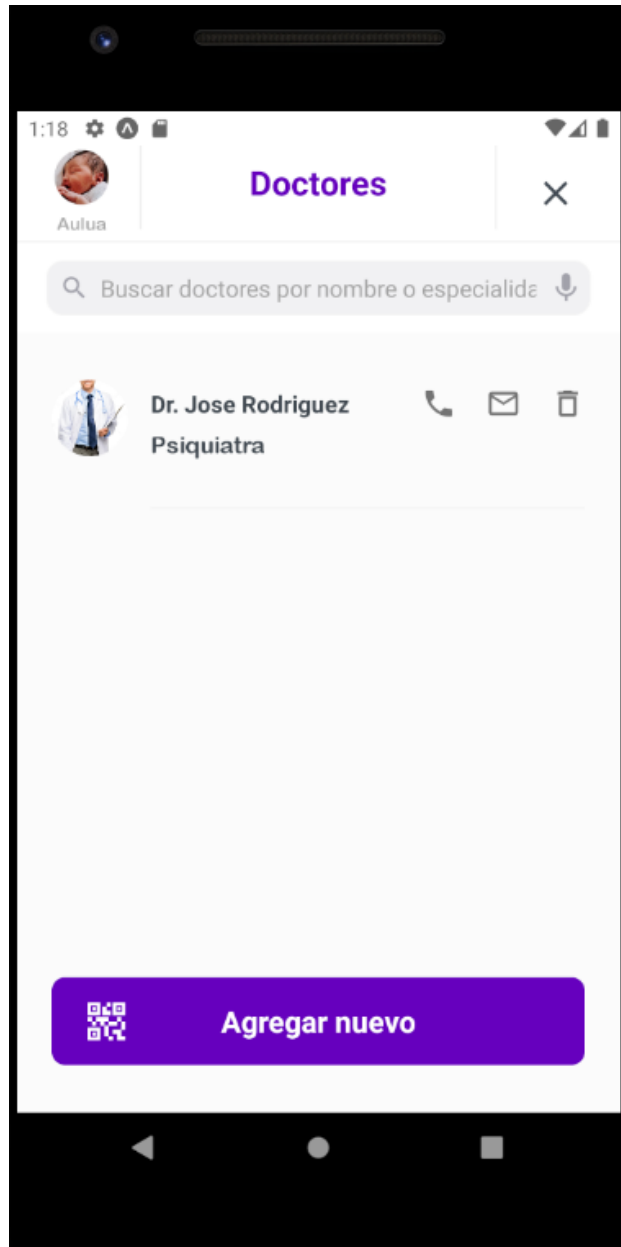 1:18
Doctores
Aulua
Buscar doctores por nombre o especialida
Dr. Jose Rodriguez
Psiquiatra
Agregar nuevo